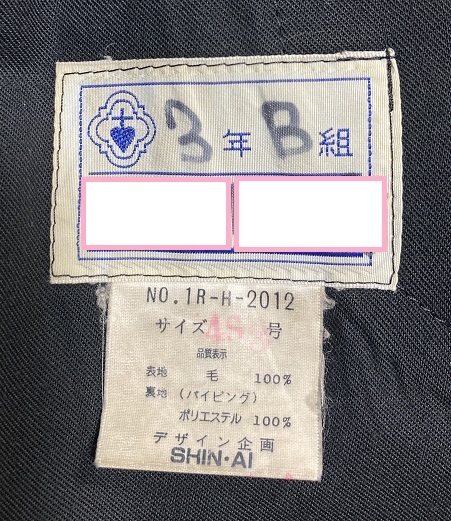 3年B組
NO.1R-H-2012
サイズ 号
品質表示
表地 毛 100%
裏地 (パイピング)
ポリエステル 100%
デザイン企画
SHIN・AI